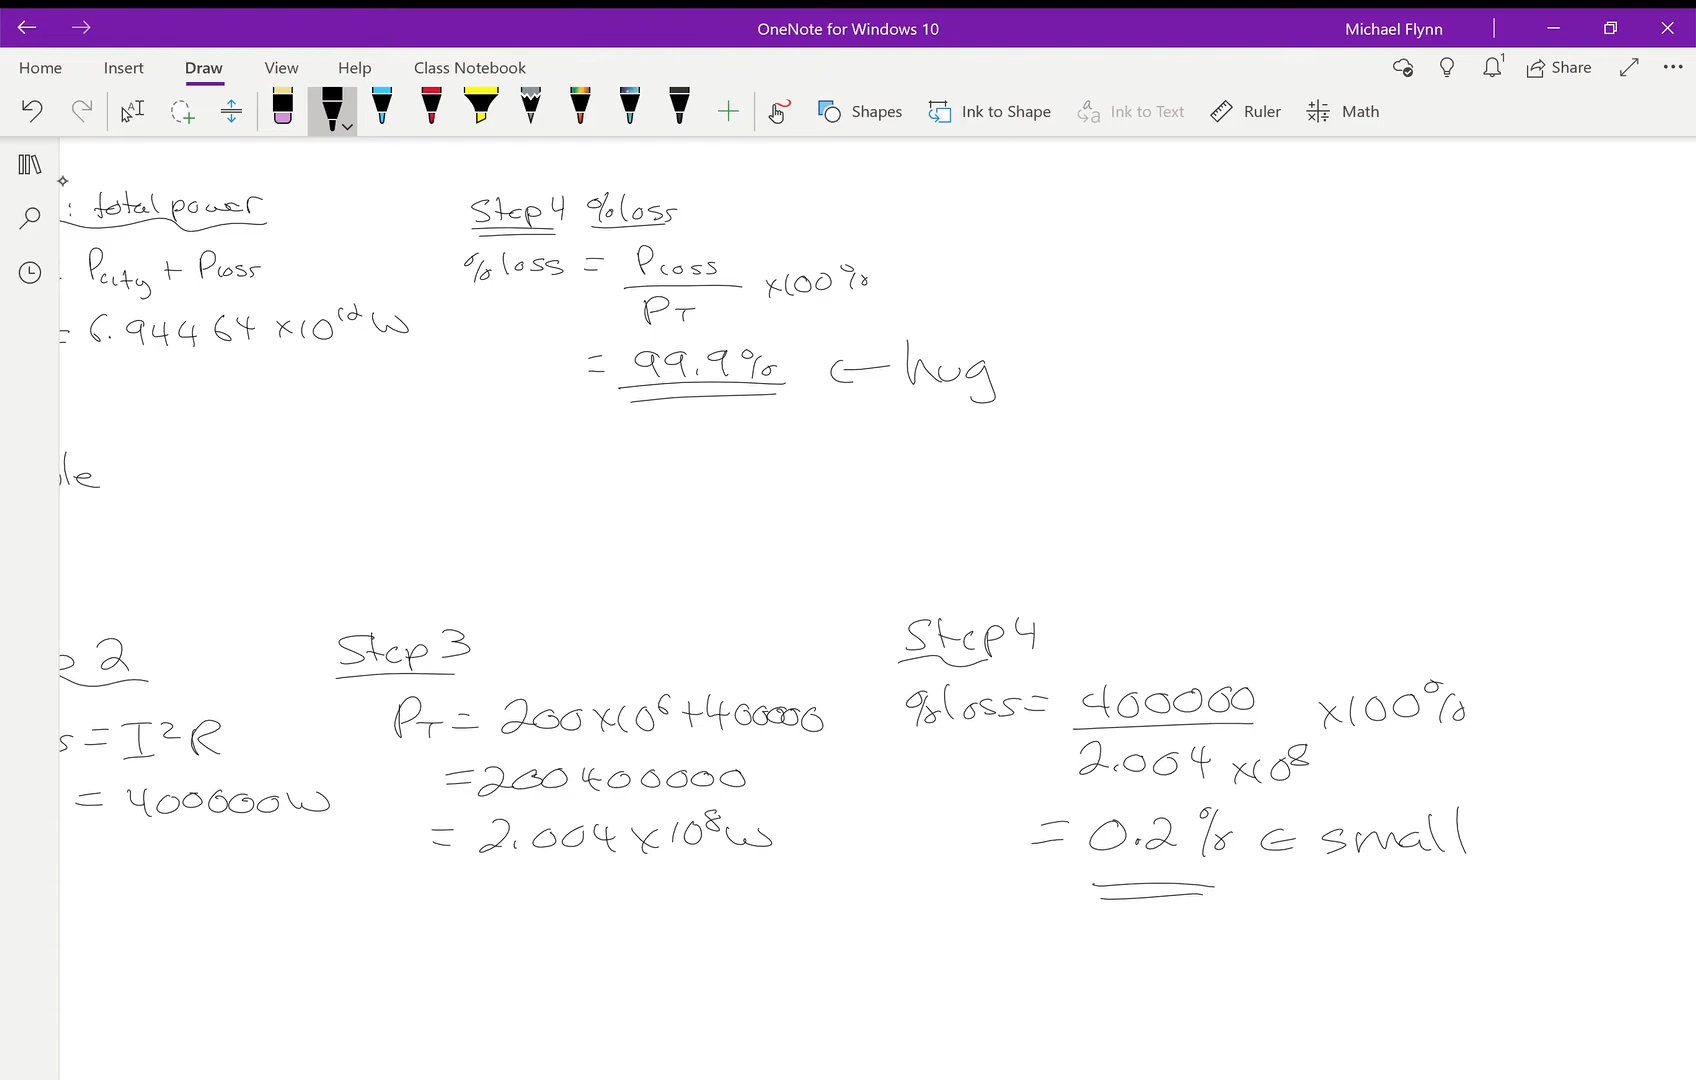 OneNote for Windows 10
Michael Flynn
Home Insert Draw View Help Class Notebook
1 Share
Shapes Ink to Shape Ink to Text Ruler Math
: total power
Pcity + PLoss
= 6.94464 x10¹² W
Step 4 % loss
% loss = PLoss / PT x100%
= 99.9% ← hug
le
p 2
s = I²R
= 400000W
Step 3
PT = 200x10⁶ + 400000
= 200400000
= 2.004 x 10⁸ W
Step 4
% loss = 400000 / 2.004 x10⁸ x100%
= 0.2% ← small